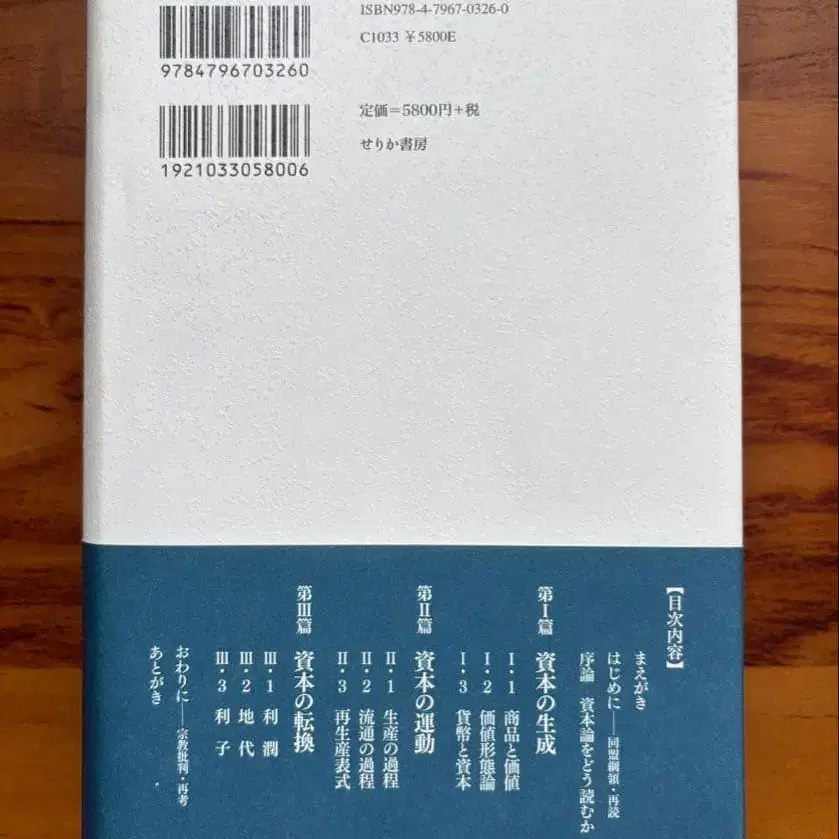 ISBN978-4-7967-0326-0
C1033 ¥5800E
9784796703260
定価=5800円+税
せりか書房
1921033058006
【目次内容】
まえがき
はじめに——同盟綱領・再読
序論 資本論をどう読むか
第Ⅰ篇 資本の生成
Ⅰ・1 商品と価値
Ⅰ・2 価値形態論
Ⅰ・3 貨幣と資本
第Ⅱ篇 資本の運動
Ⅱ・1 生産の過程
Ⅱ・2 流通の過程
Ⅱ・3 再生産表式
第Ⅲ篇 資本の転換
Ⅲ・1 利潤
Ⅲ・2 地代
Ⅲ・3 利子
おわりに——宗教批判・再考
あとがき